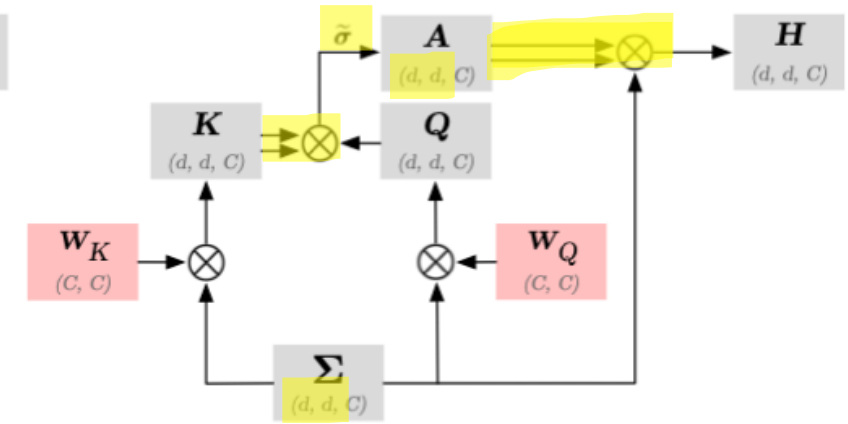 σ̃
A
(d, d, C)
H
(d, d, C)
K
(d, d, C)
Q
(d, d, C)
W_K
(C, C)
W_Q
(C, C)
Σ
(d, d, C)